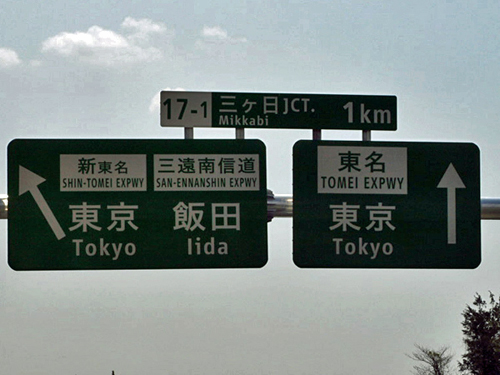 17-1 三ヶ日JCT. 1km
Mikkabi
新東名 三遠南信道
SHIN-TOMEI EXPWY SAN-ENNANSHIN EXPWY
東京 飯田
Tokyo Iida
東名
TOMEI EXPWY
東京
Tokyo